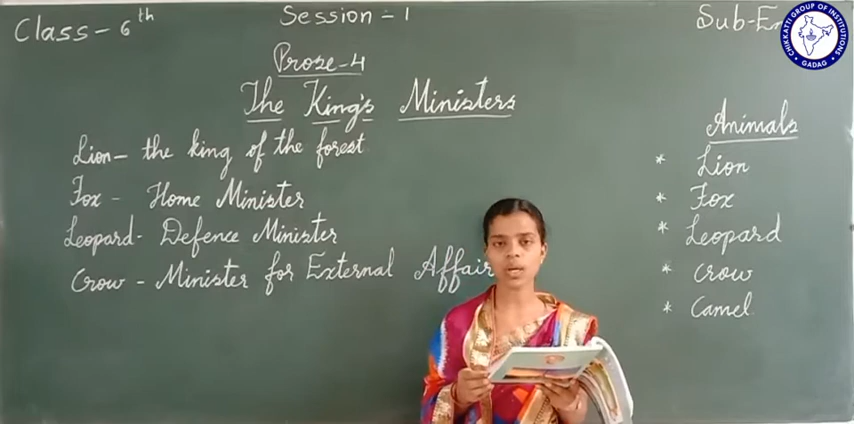 Class - 6th
Session - 1
Sub-En
Prose-4
The King's Ministers
Lion - the king of the forest
Fox - Home Minister
Leopard - Defence Minister
Crow - Minister for External Affair
Animals
* Lion
* Fox
* Leopard
* Crow
* Camel
CHIKKATTI GROUP OF INSTITUTIONS
GADAG